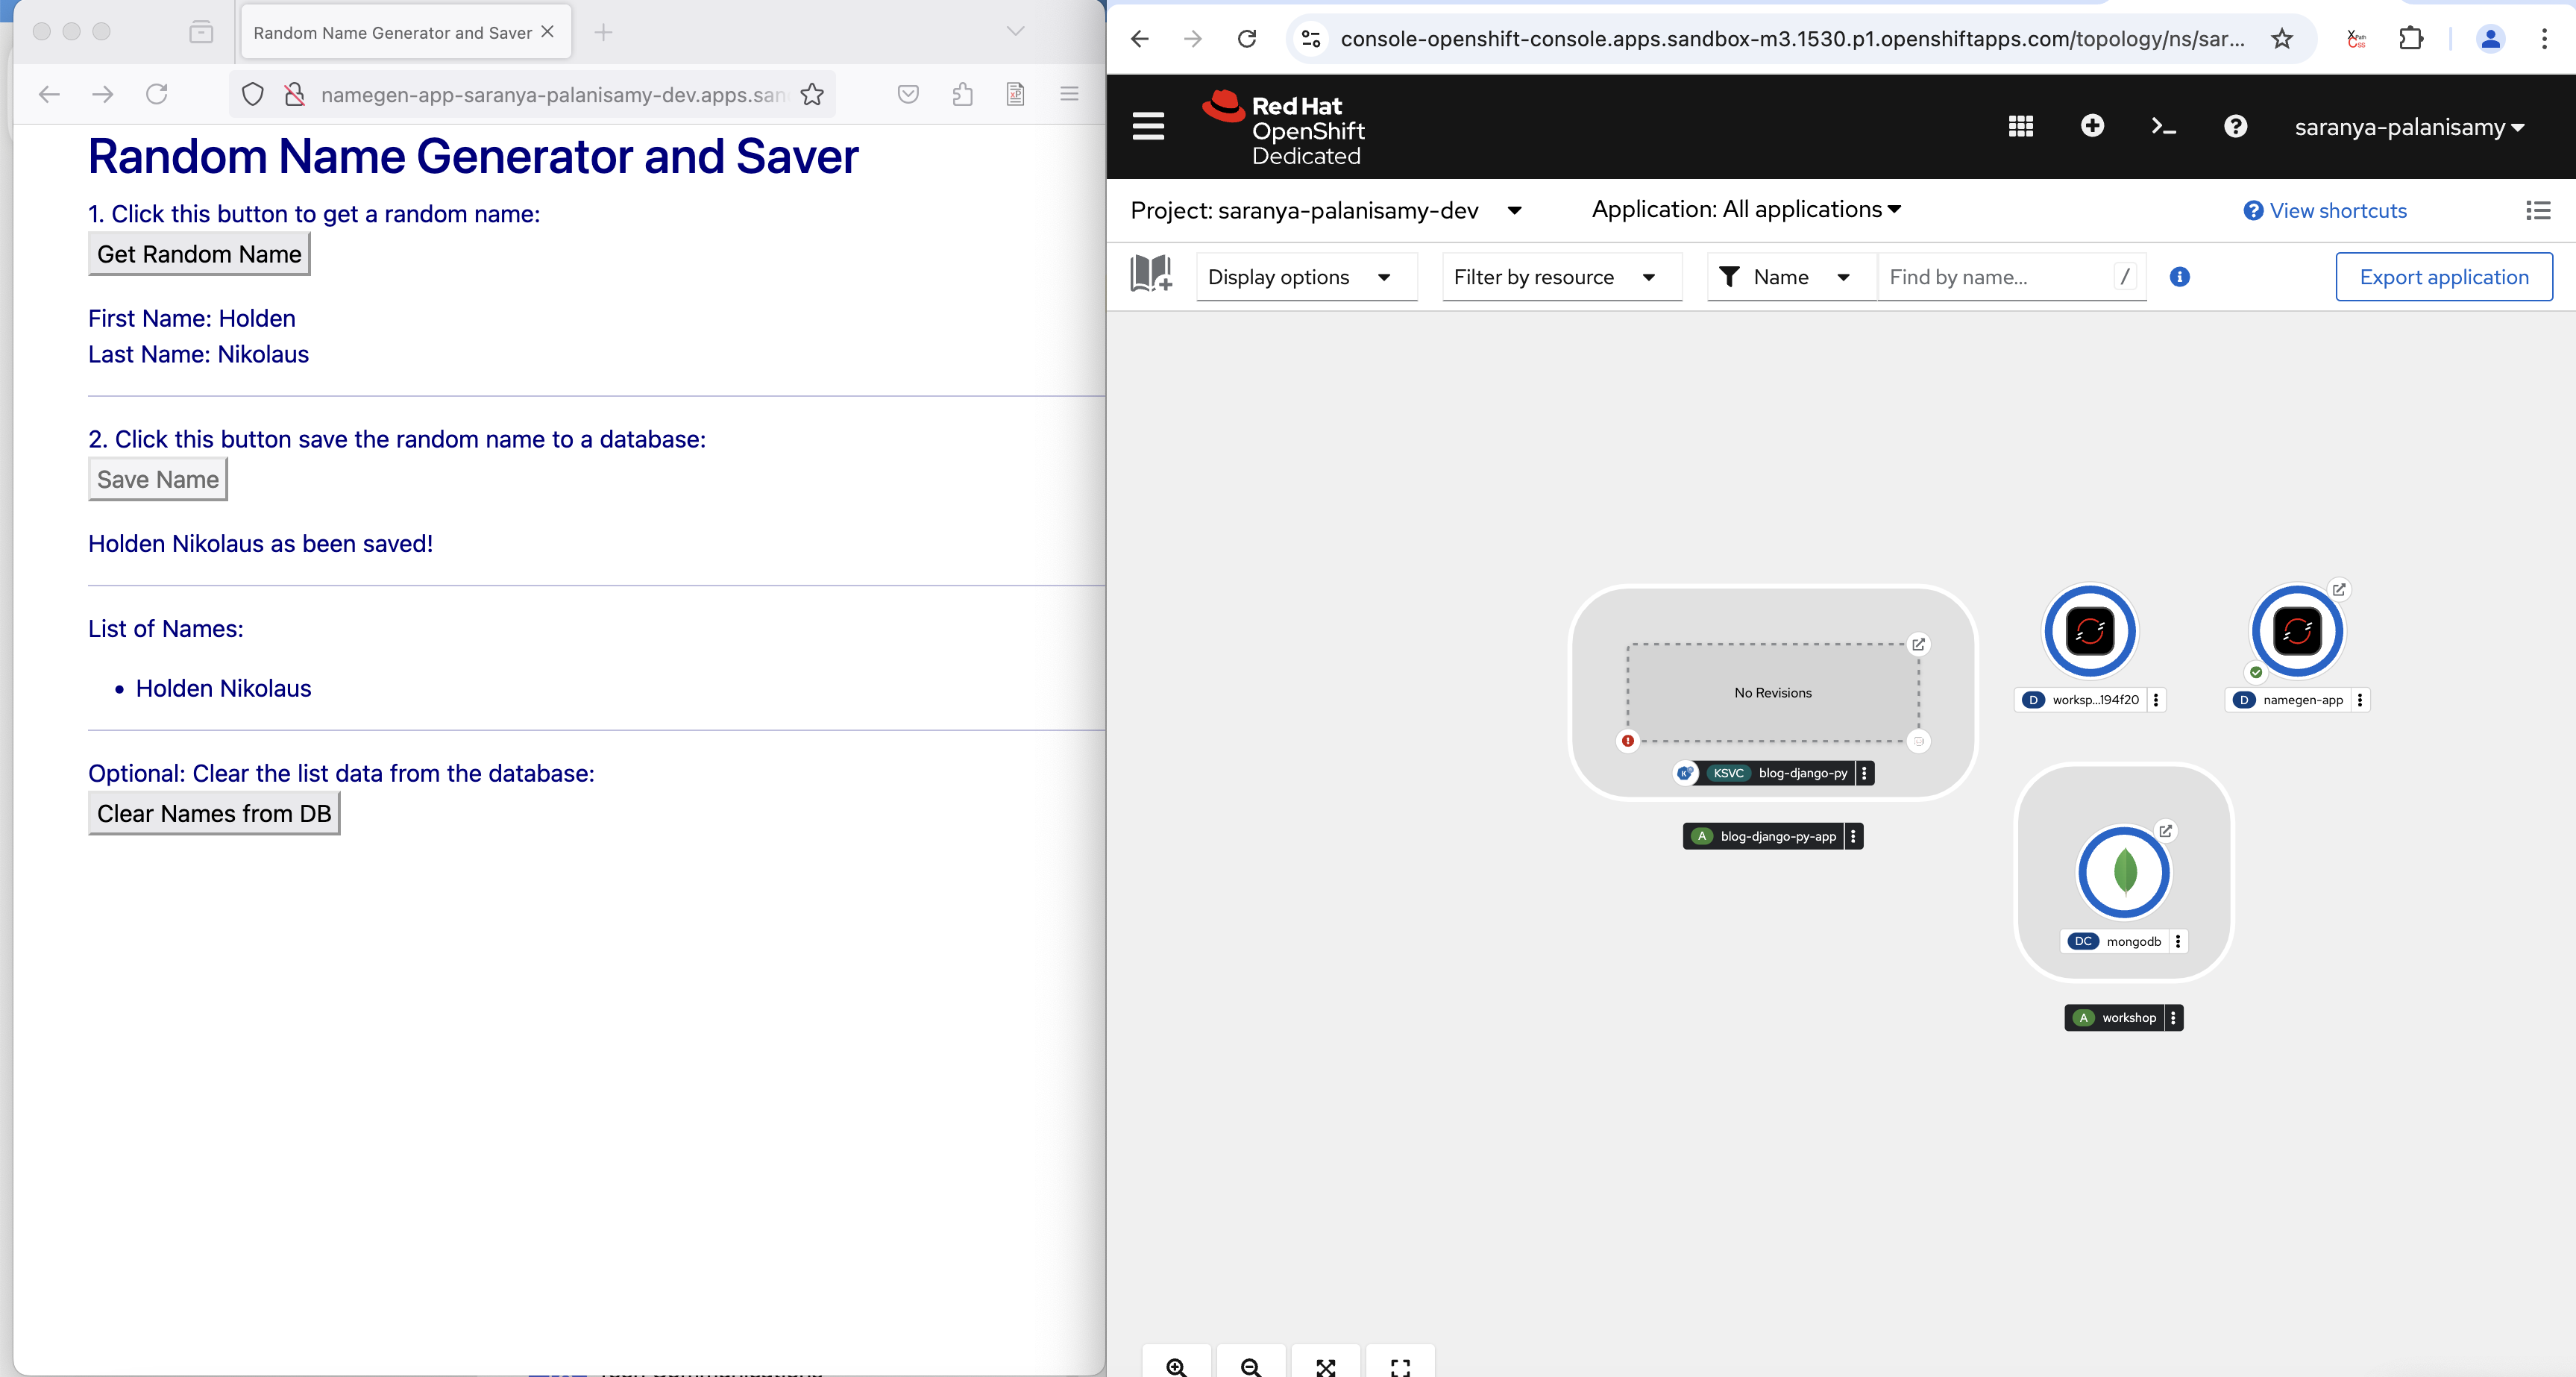 Random Name Generator and Saver
namegen-app-saranya-palanisamy-dev.apps.san
Random Name Generator and Saver
1. Click this button to get a random name:
Get Random Name
First Name: Holden
Last Name: Nikolaus
2. Click this button save the random name to a database:
Save Name
Holden Nikolaus as been saved!
List of Names:
• Holden Nikolaus
Optional: Clear the list data from the database:
Clear Names from DB
console-openshift-console.apps.sandbox-m3.1530.p1.openshiftapps.com/topology/ns/sar...
Red Hat
OpenShift
Dedicated
saranya-palanisamy
Project: saranya-palanisamy-dev
Application: All applications
View shortcuts
Display options
Filter by resource
Name
Find by name...
/
Export application
No Revisions
KSVC blog-django-py
A blog-django-py-app
D worksp...194f20
D namegen-app
DC mongodb
A workshop